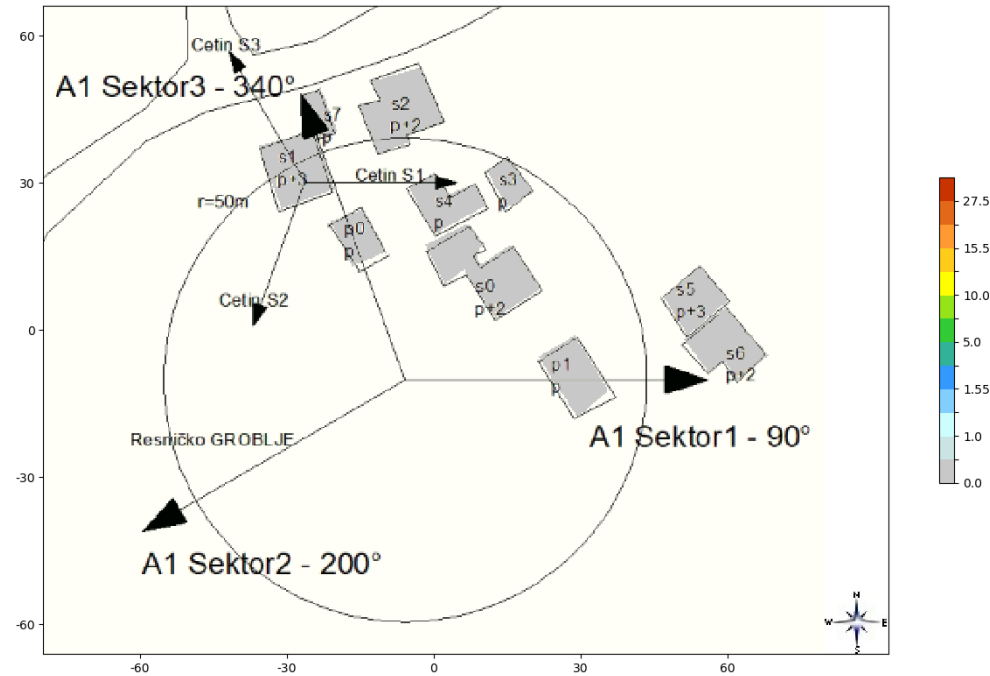 60
30
0
-30
-60
-60
-30
0
30
60
Cetin S3
A1 Sektor3 - 340°
s7
p
s2
p+2
s1
p+3
Cetin S1
s3
p
r=50m
s4
p
p0
p
s0
p+2
s5
p+3
Cetin S2
s6
p+2
p1
p
A1 Sektor1 - 90°
Resničko GROBLJE
A1 Sektor2 - 200°
27.5
15.5
10.0
5.0
1.55
1.0
0.0
N
W
E
S